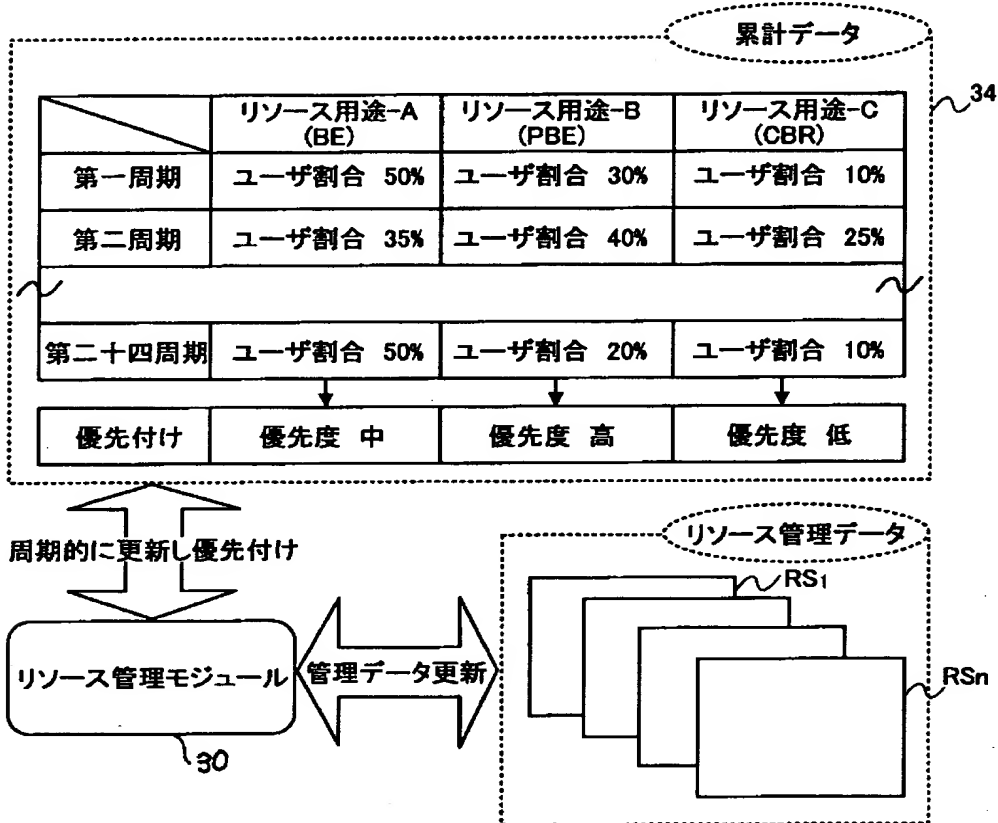 累計データ
34
リソース用途-A リソース用途-B リソース用途-C
(BE) (PBE) (CBR)
第一周期 ユーザ割合 50% ユーザ割合 30% ユーザ割合 10%
第二周期 ユーザ割合 35% ユーザ割合 40% ユーザ割合 25%
第二十四周期 ユーザ割合 50% ユーザ割合 20% ユーザ割合 10%
優先付け 優先度 中 優先度 高 優先度 低
周期的に更新し優先付け
リソース管理データ
RS1
リソース管理モジュール
管理データ更新
RSn
30